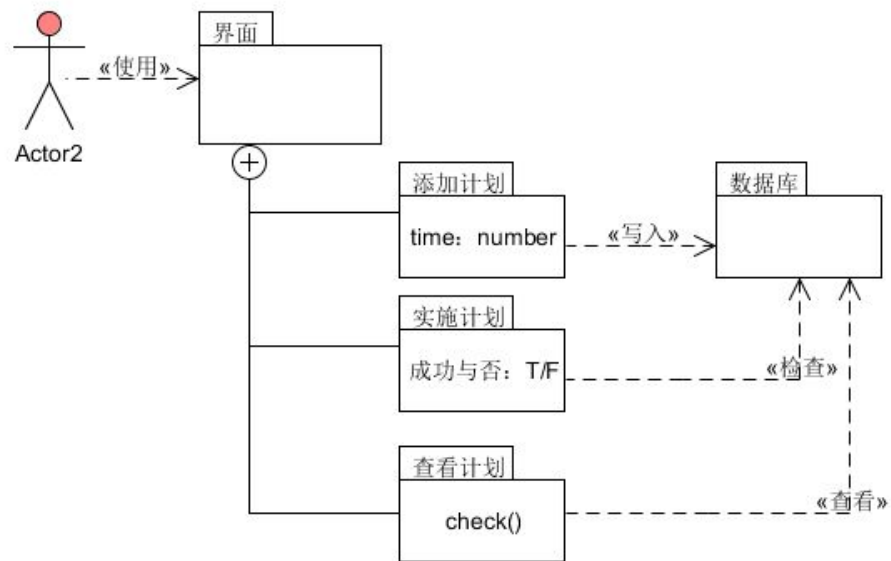 界面
«使用»
Actor2
添加计划
数据库
time：number
«写入»
实施计划
成功与否：T/F
«检查»
查看计划
«查看»
check()